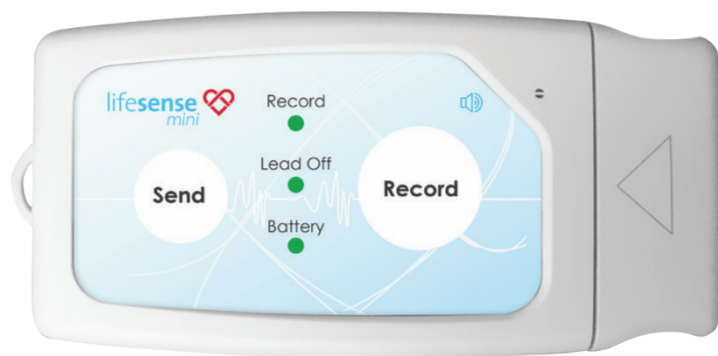 lifesense
mini
Record
Lead Off
Send
Record
Battery